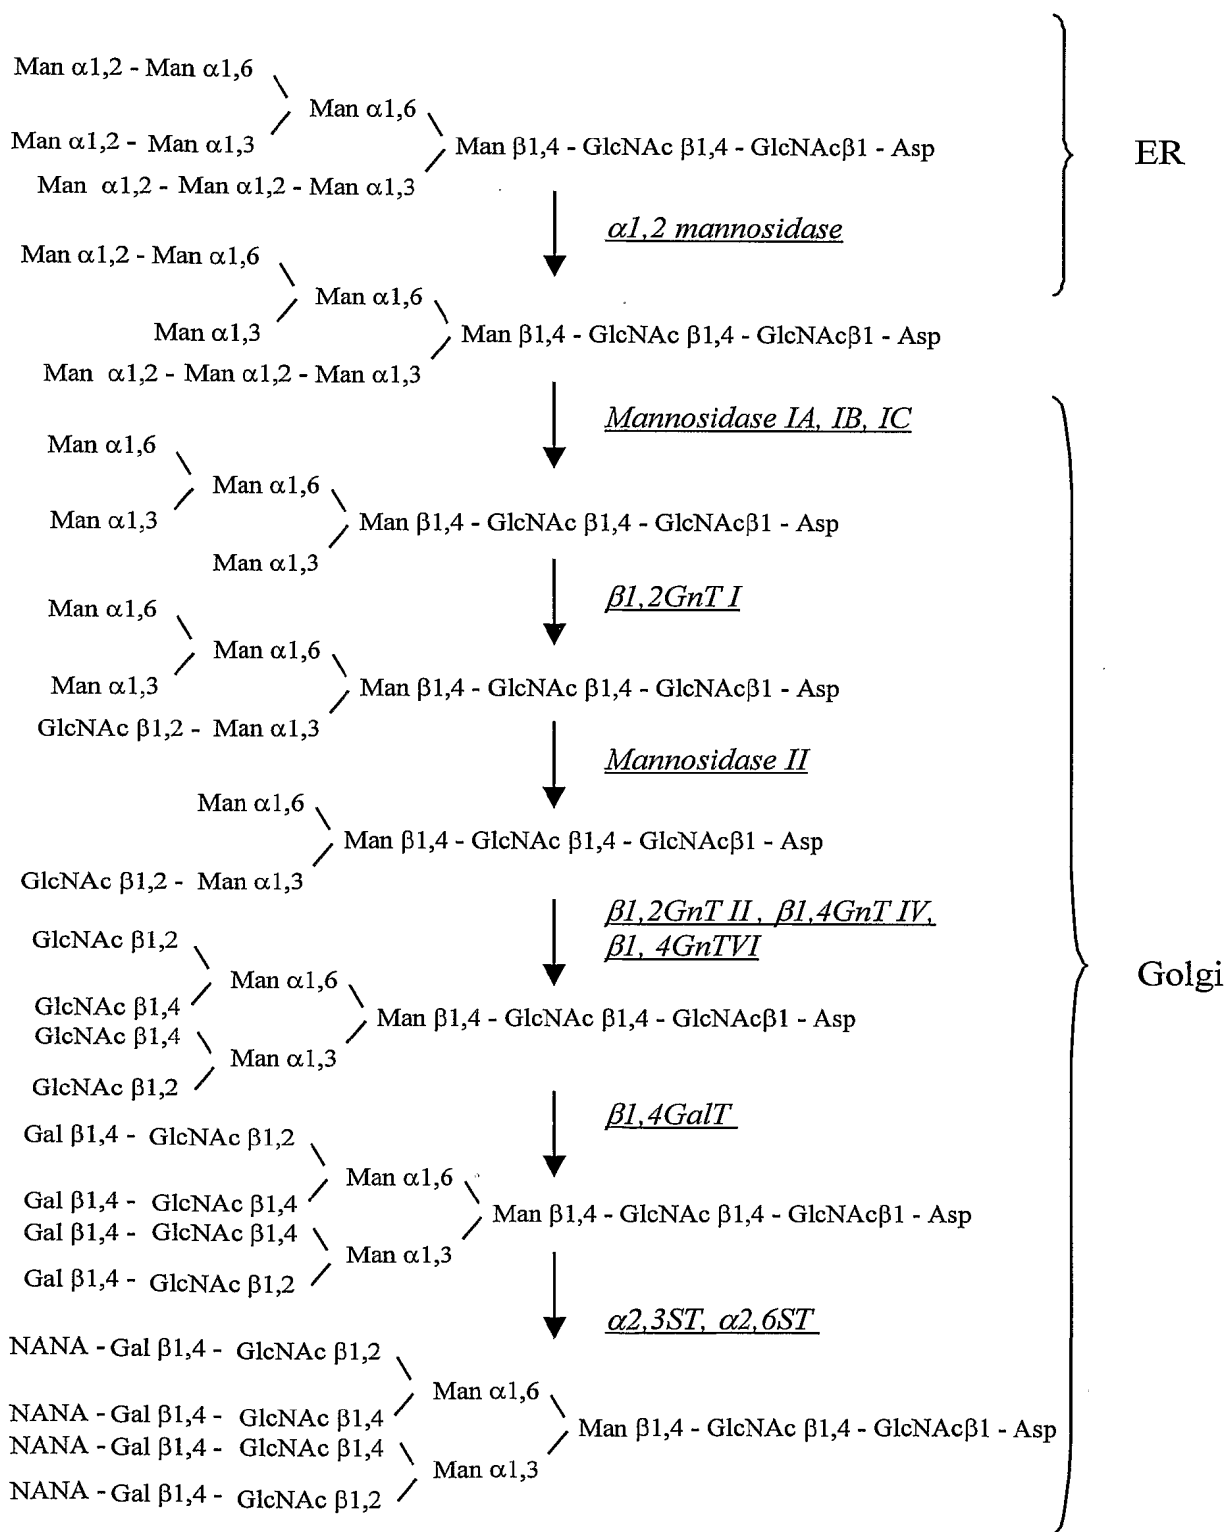 Man α1,2 - Man α1,6
Man α1,6
Man α1,2 - Man α1,3
Man β1,4 - GlcNAc β1,4 - GlcNAcβ1 - Asp
Man α1,2 - Man α1,2 - Man α1,3
ER
α1,2 mannosidase
Man α1,2 - Man α1,6
Man α1,6
Man α1,3
Man β1,4 - GlcNAc β1,4 - GlcNAcβ1 - Asp
Man α1,2 - Man α1,2 - Man α1,3
Mannosidase IA, IB, IC
Man α1,6
Man α1,6
Man α1,3
Man β1,4 - GlcNAc β1,4 - GlcNAcβ1 - Asp
Man α1,3
β1,2GnT I
Man α1,6
Man α1,6
Man α1,3
Man β1,4 - GlcNAc β1,4 - GlcNAcβ1 - Asp
GlcNAc β1,2 - Man α1,3
Mannosidase II
Man α1,6
Man β1,4 - GlcNAc β1,4 - GlcNAcβ1 - Asp
GlcNAc β1,2 - Man α1,3
β1,2GnT II, β1,4GnT IV,
β1, 4GnTVI
GlcNAc β1,2
Man α1,6
GlcNAc β1,4
Man β1,4 - GlcNAc β1,4 - GlcNAcβ1 - Asp
GlcNAc β1,4
Man α1,3
GlcNAc β1,2
Golgi
β1,4GalT
Gal β1,4 - GlcNAc β1,2
Man α1,6
Gal β1,4 - GlcNAc β1,4
Man β1,4 - GlcNAc β1,4 - GlcNAcβ1 - Asp
Gal β1,4 - GlcNAc β1,4
Man α1,3
Gal β1,4 - GlcNAc β1,2
α2,3ST, α2,6ST
NANA - Gal β1,4 - GlcNAc β1,2
Man α1,6
NANA - Gal β1,4 - GlcNAc β1,4
Man β1,4 - GlcNAc β1,4 - GlcNAcβ1 - Asp
NANA - Gal β1,4 - GlcNAc β1,4
Man α1,3
NANA - Gal β1,4 - GlcNAc β1,2